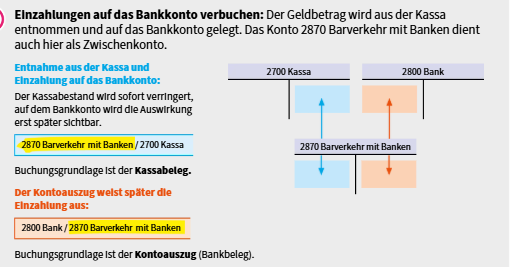 Einzahlungen auf das Bankkonto verbuchen: Der Geldbetrag wird aus der Kassa
entnommen und auf das Bankkonto gelegt. Das Konto 2870 Barverkehr mit Banken dient
auch hier als Zwischenkonto.
Entnahme aus der Kassa und
Einzahlung auf das Bankkonto:
Der Kassabestand wird sofort verringert,
auf dem Bankkonto wird die Auswirkung
erst später sichtbar.
2870 Barverkehr mit Banken / 2700 Kassa
Buchungsgrundlage ist der Kassabeleg.
Der Kontoauszug weist später die
Einzahlung aus:
2800 Bank / 2870 Barverkehr mit Banken
Buchungsgrundlage ist der Kontoauszug (Bankbeleg).
2700 Kassa
2800 Bank
2870 Barverkehr mit Banken